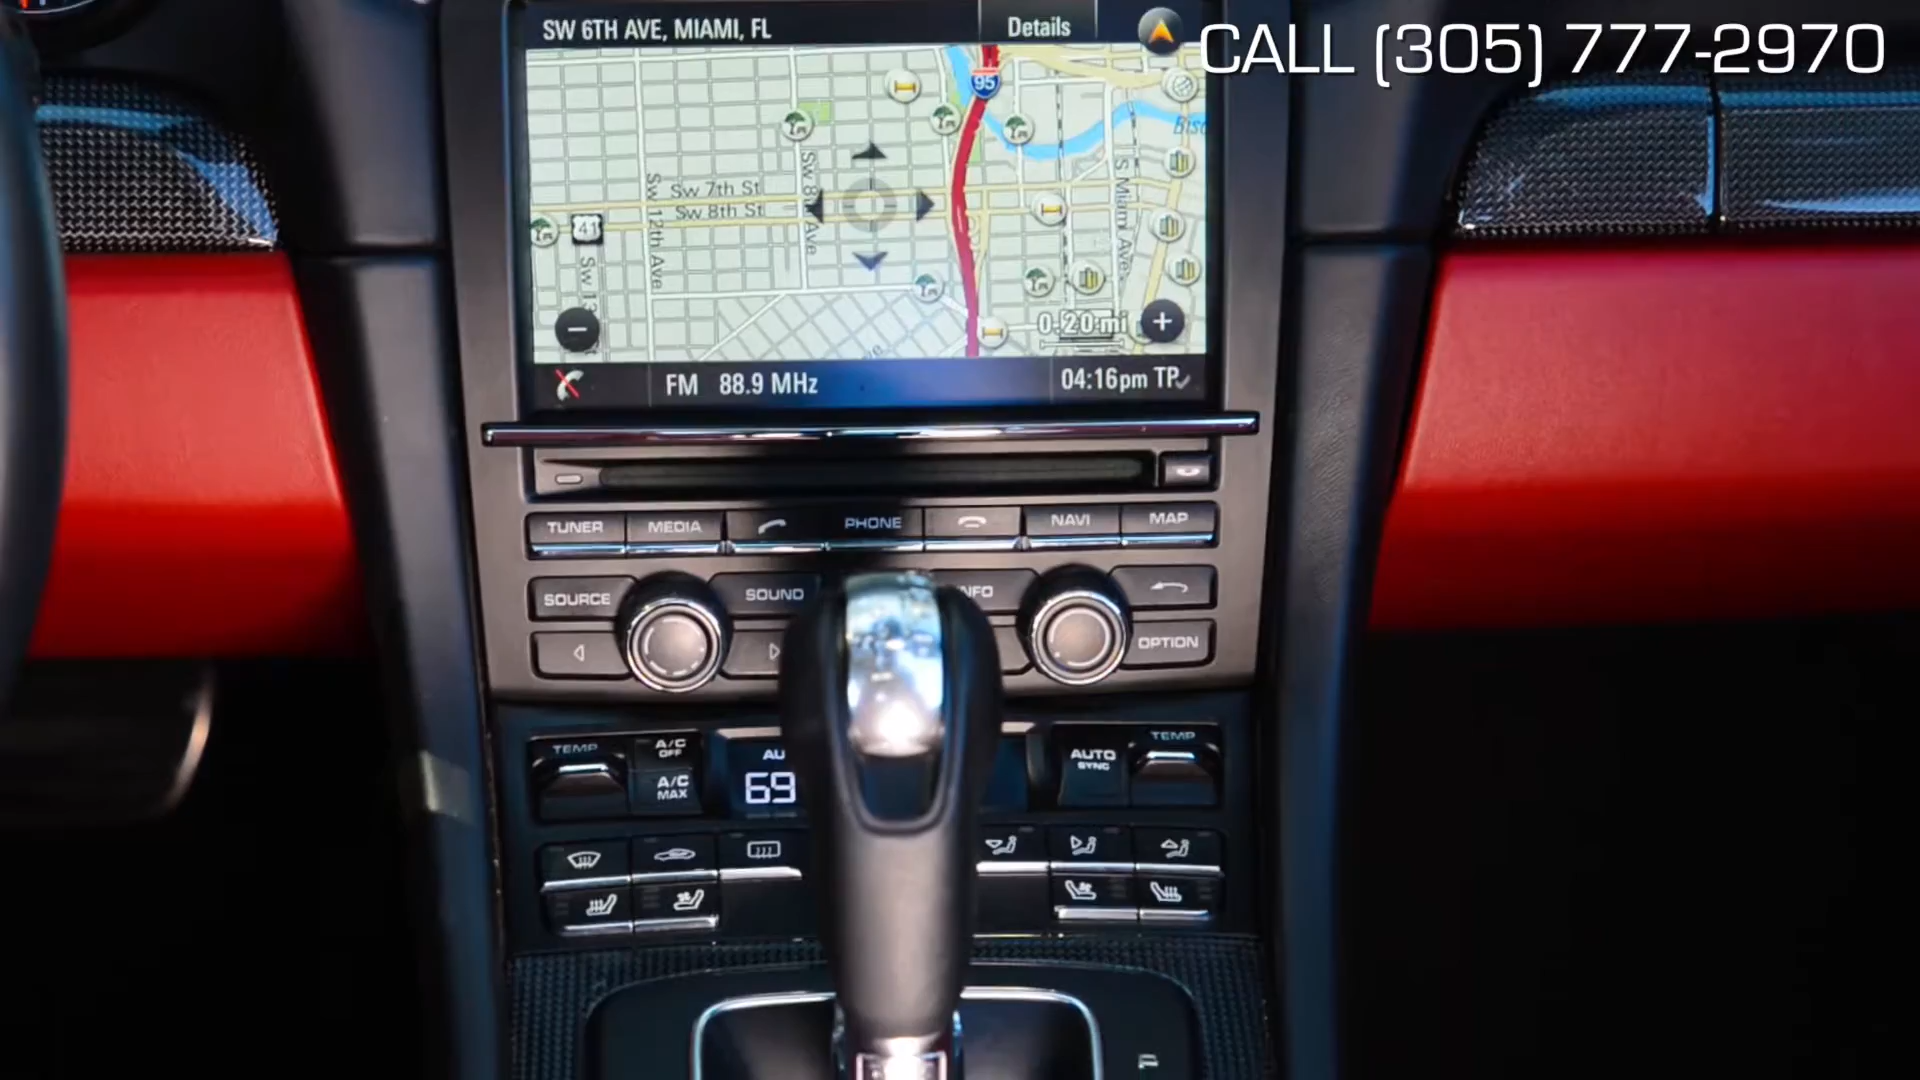 SW 6TH AVE, MIAMI, FL
Details
CALL (305) 777-2970
95
Sw 7th St
Sw 8th St
Sw 12th Ave
Ave
S Miami Ave
41
0.20 mi
FM 88.9 MHz
04:16pm TP
TUNER
MEDIA
PHONE
NAVI
MAP
SOURCE
SOUND
OPTION
TEMP
A/C OFF
A/C MAX
69
AUTO SYNC
TEMP